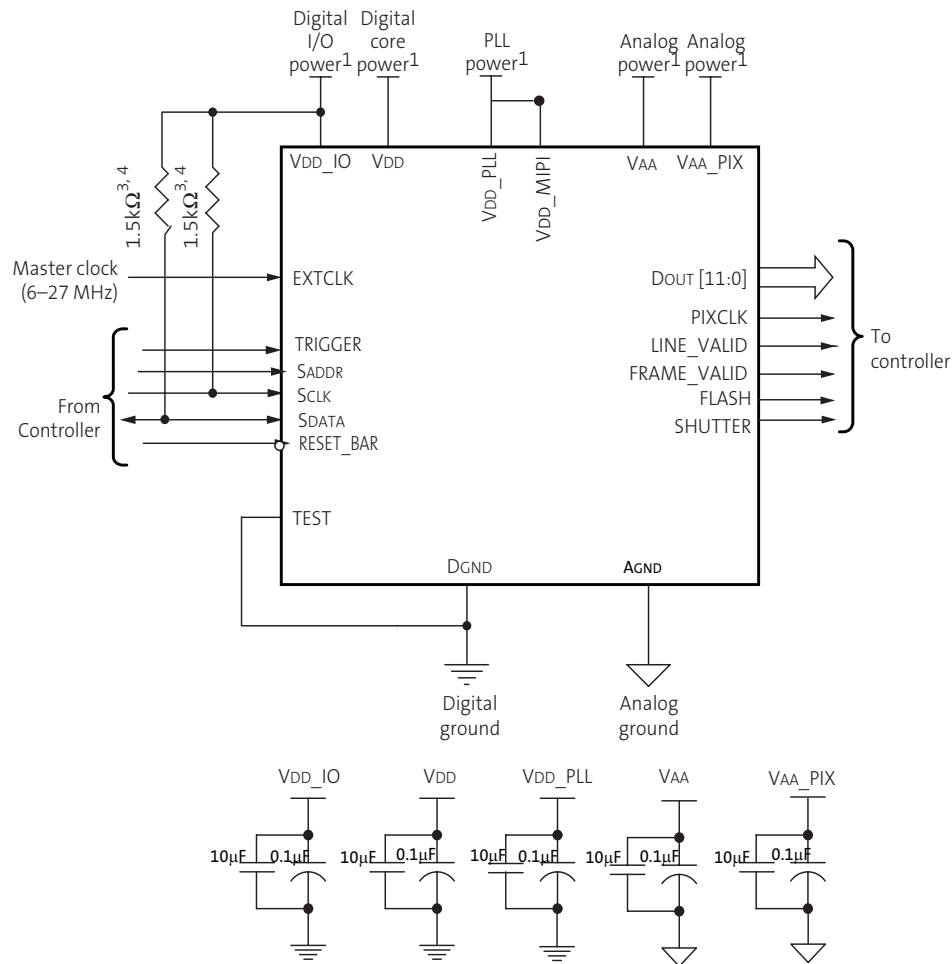 Digital I/O power1
Digital core power1
PLL power1
Analog power1
Analog power1
VDD_IO
VDD
VDD_PLL
VDD_MIPI
VAA
VAA_PIX
1.5kΩ3, 4
1.5kΩ3, 4
Master clock
(6–27 MHz)
EXTCLK
DOUT [11:0]
PIXCLK
TRIGGER
LINE_VALID
To
controller
SADDR
FRAME_VALID
SCLK
FLASH
From
Controller
SDATA
SHUTTER
RESET_BAR
TEST
DGND
AGND
Digital
ground
Analog
ground
VDD_IO
VDD
VDD_PLL
VAA
VAA_PIX
10µF
0.1µF
10µF
0.1µF
10µF
0.1µF
10µF
0.1µF
10µF
0.1µF